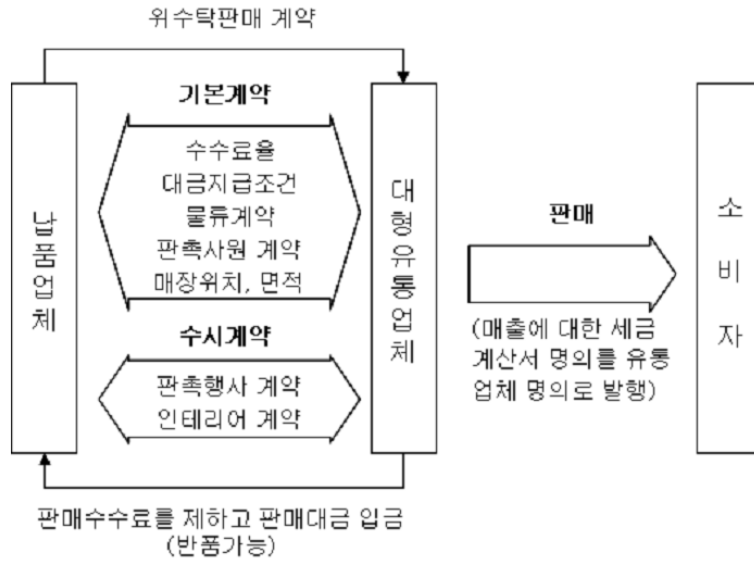 위수탁판매 계약
납품업체
기본계약
수수료율
대금지급조건
물류계약
판촉사원 계약
매장위치, 면적
수시계약
판촉행사 계약
인테리어 계약
대형유통업체
판매
(매출에 대한 세금
계산서 명의를 유통
업체 명의로 발행)
소비자
판매수수료를 제하고 판매대금 입금
(반품가능)